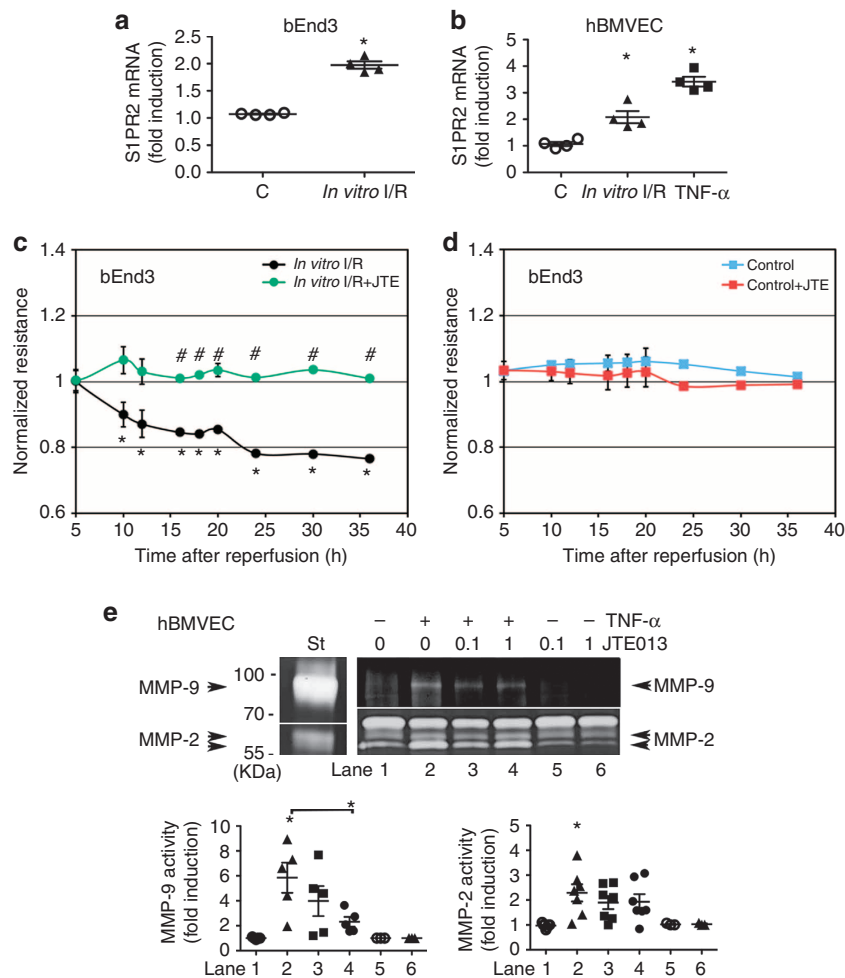 a
bEnd3
S1PR2 mRNA
(fold induction)
2.5
2.0
1.5
1.0
0.5
0.0
*
C
In vitro I/R
b
hBMVEC
S1PR2 mRNA
(fold induction)
5
4
3
2
1
0
*
*
C
In vitro I/R
TNF-α
c
bEnd3
In vitro I/R
In vitro I/R+JTE
Normalized resistance
1.4
1.2
1
0.8
0.6
# # # # # #
* * * * * * * *
5 10 15 20 25 30 35 40
Time after reperfusion (h)
d
bEnd3
Control
Control+JTE
Normalized resistance
1.4
1.2
1
0.8
0.6
5 10 15 20 25 30 35 40
Time after reperfusion (h)
e
hBMVEC
– + + + – – TNF-α
St
0 0 0.1 1 0.1 1 JTE013
MMP-9
100 -
MMP-9
70 -
MMP-2
55 -
MMP-2
(KDa)
Lane 1 2 3 4 5 6
MMP-9 activity
(fold induction)
10
8
6
4
2
0
*
*
Lane 1 2 3 4 5 6
MMP-2 activity
(fold induction)
5
4
3
2
1
0
*
Lane 1 2 3 4 5 6